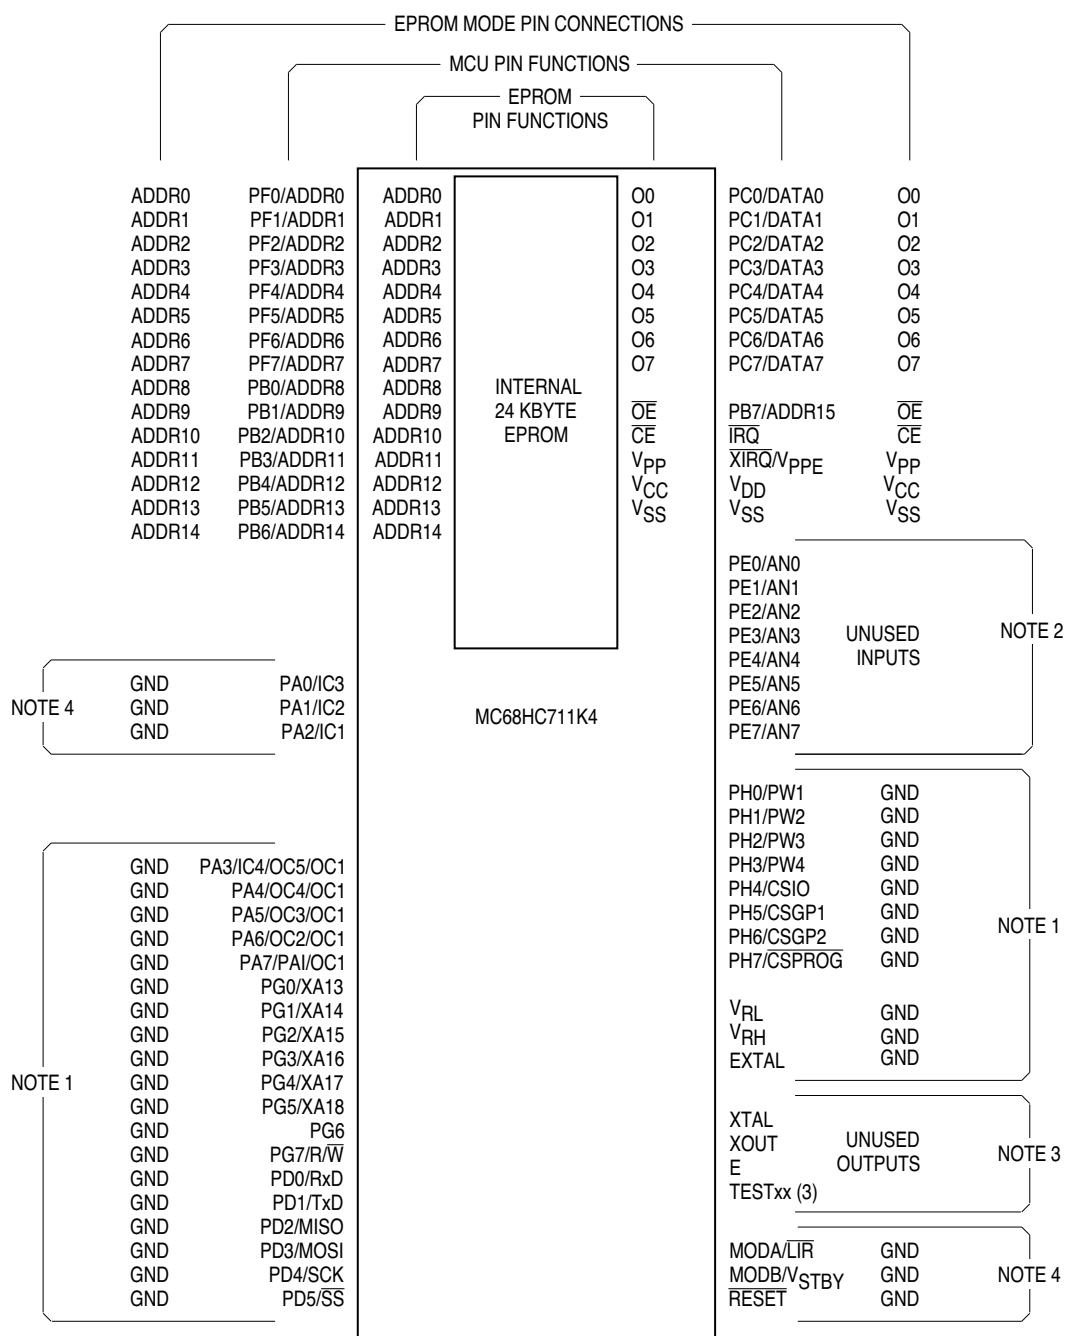 EPROM MODE PIN CONNECTIONS
MCU PIN FUNCTIONS
EPROM
PIN FUNCTIONS
ADDR0 PF0/ADDR0 ADDR0 O0 PC0/DATA0 O0
ADDR1 PF1/ADDR1 ADDR1 O1 PC1/DATA1 O1
ADDR2 PF2/ADDR2 ADDR2 O2 PC2/DATA2 O2
ADDR3 PF3/ADDR3 ADDR3 O3 PC3/DATA3 O3
ADDR4 PF4/ADDR4 ADDR4 O4 PC4/DATA4 O4
ADDR5 PF5/ADDR5 ADDR5 O5 PC5/DATA5 O5
ADDR6 PF6/ADDR6 ADDR6 O6 PC6/DATA6 O6
ADDR7 PF7/ADDR7 ADDR7 O7 PC7/DATA7 O7
ADDR8 PB0/ADDR8 ADDR8 INTERNAL
ADDR9 PB1/ADDR9 ADDR9 24 KBYTE OE PB7/ADDR15 OE
ADDR10 PB2/ADDR10 ADDR10 EPROM CE IRQ CE
ADDR11 PB3/ADDR11 ADDR11 VPP XIRQ/VPPE VPP
ADDR12 PB4/ADDR12 ADDR12 VCC VDD VCC
ADDR13 PB5/ADDR13 ADDR13 VSS VSS VSS
ADDR14 PB6/ADDR14 ADDR14
PE0/AN0
PE1/AN1
PE2/AN2
PE3/AN3 UNUSED NOTE 2
PE4/AN4 INPUTS
GND PA0/IC3 PE5/AN5
NOTE 4 GND PA1/IC2 MC68HC711K4 PE6/AN6
GND PA2/IC1 PE7/AN7
PH0/PW1 GND
PH1/PW2 GND
PH2/PW3 GND
GND PA3/IC4/OC5/OC1 PH3/PW4 GND
GND PA4/OC4/OC1 PH4/CSIO GND
GND PA5/OC3/OC1 PH5/CSGP1 GND
GND PA6/OC2/OC1 PH6/CSGP2 GND NOTE 1
GND PA7/PAI/OC1 PH7/CSPROG GND
GND PG0/XA13
GND PG1/XA14 VRL GND
GND PG2/XA15 VRH GND
GND PG3/XA16 EXTAL GND
NOTE 1 GND PG4/XA17
GND PG5/XA18
GND PG6 XTAL
GND PG7/R/W XOUT UNUSED NOTE 3
GND PD0/RxD E OUTPUTS
GND PD1/TxD TESTxx (3)
GND PD2/MISO
GND PD3/MOSI MODA/LIR GND
GND PD4/SCK MODB/VSTBY GND NOTE 4
GND PD5/SS RESET GND